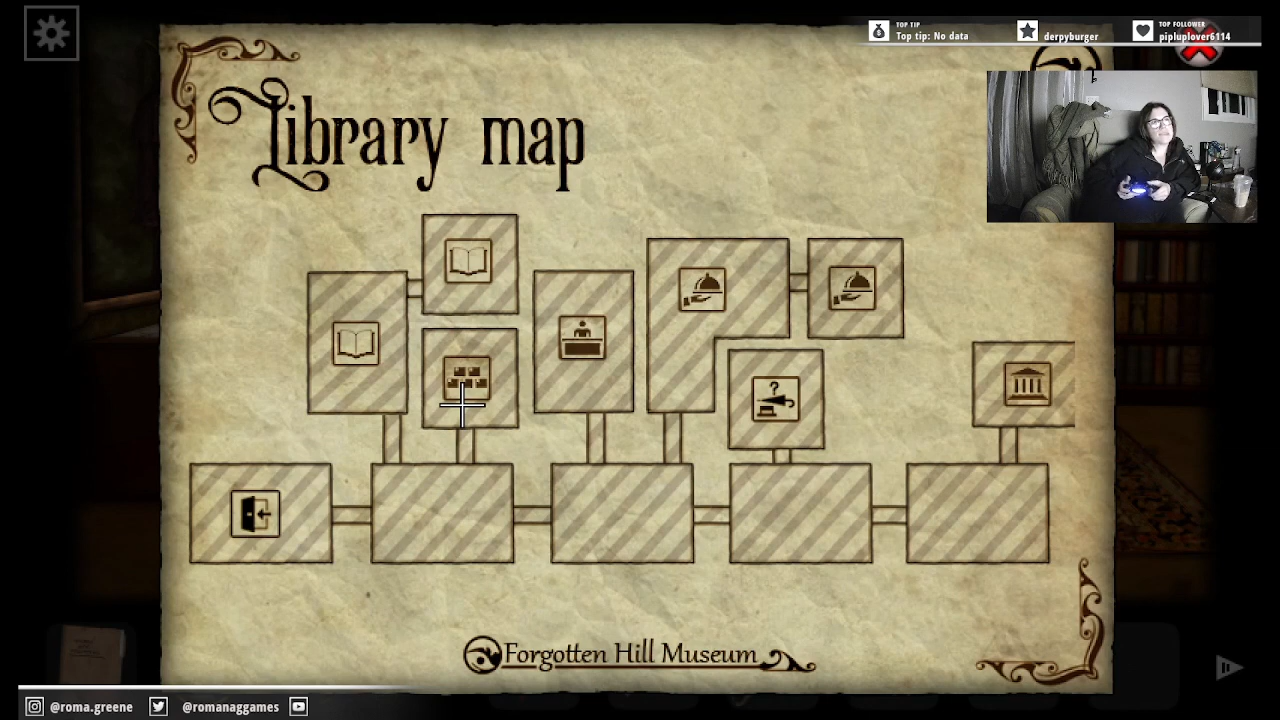 TOP TIP
Top tip: No data
derpyburger
TOP FOLLOWER
pipluplover6114
Library map
?
Forgotten Hill Museum
@roma.greene
@romanaggames